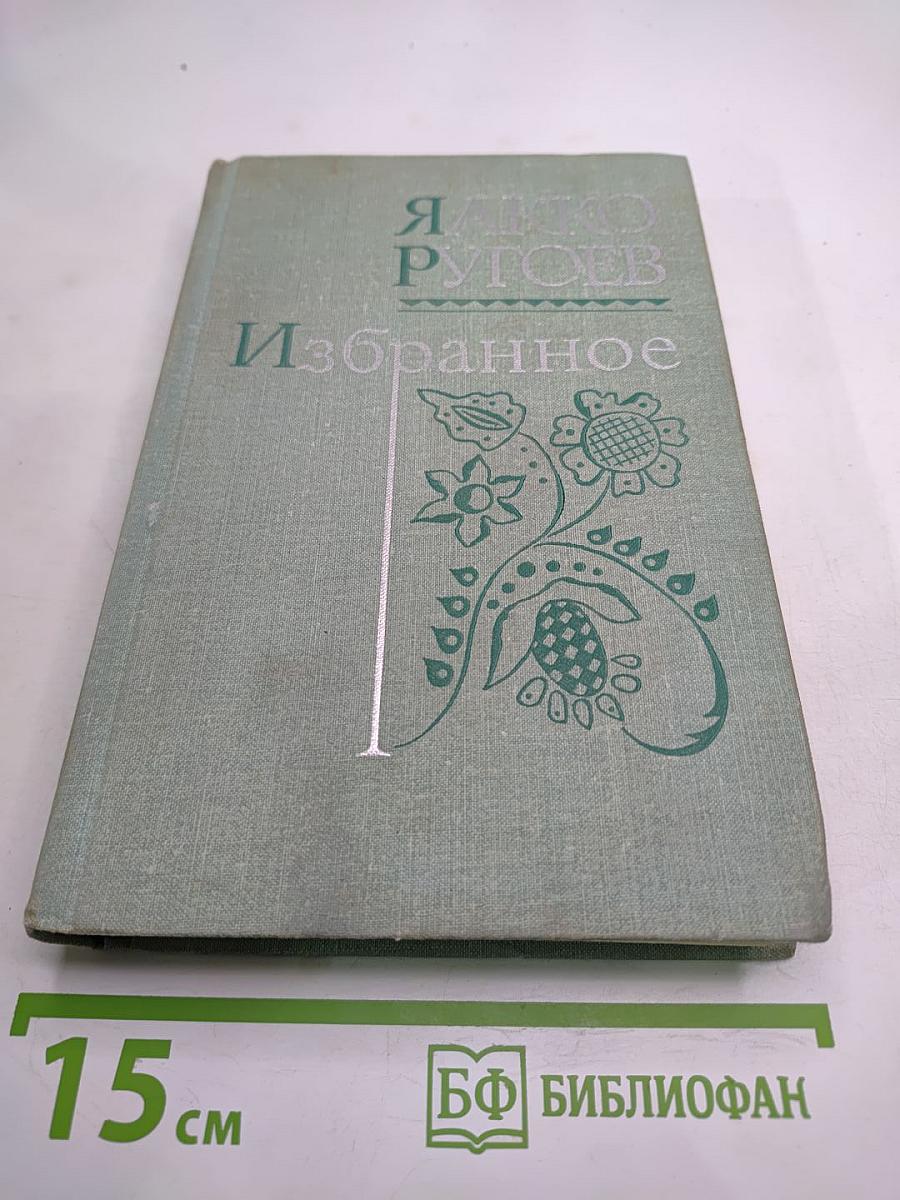 ЯАККО
РУГОЕВ
Избранное
15 см
БФ БИБЛИОФАН